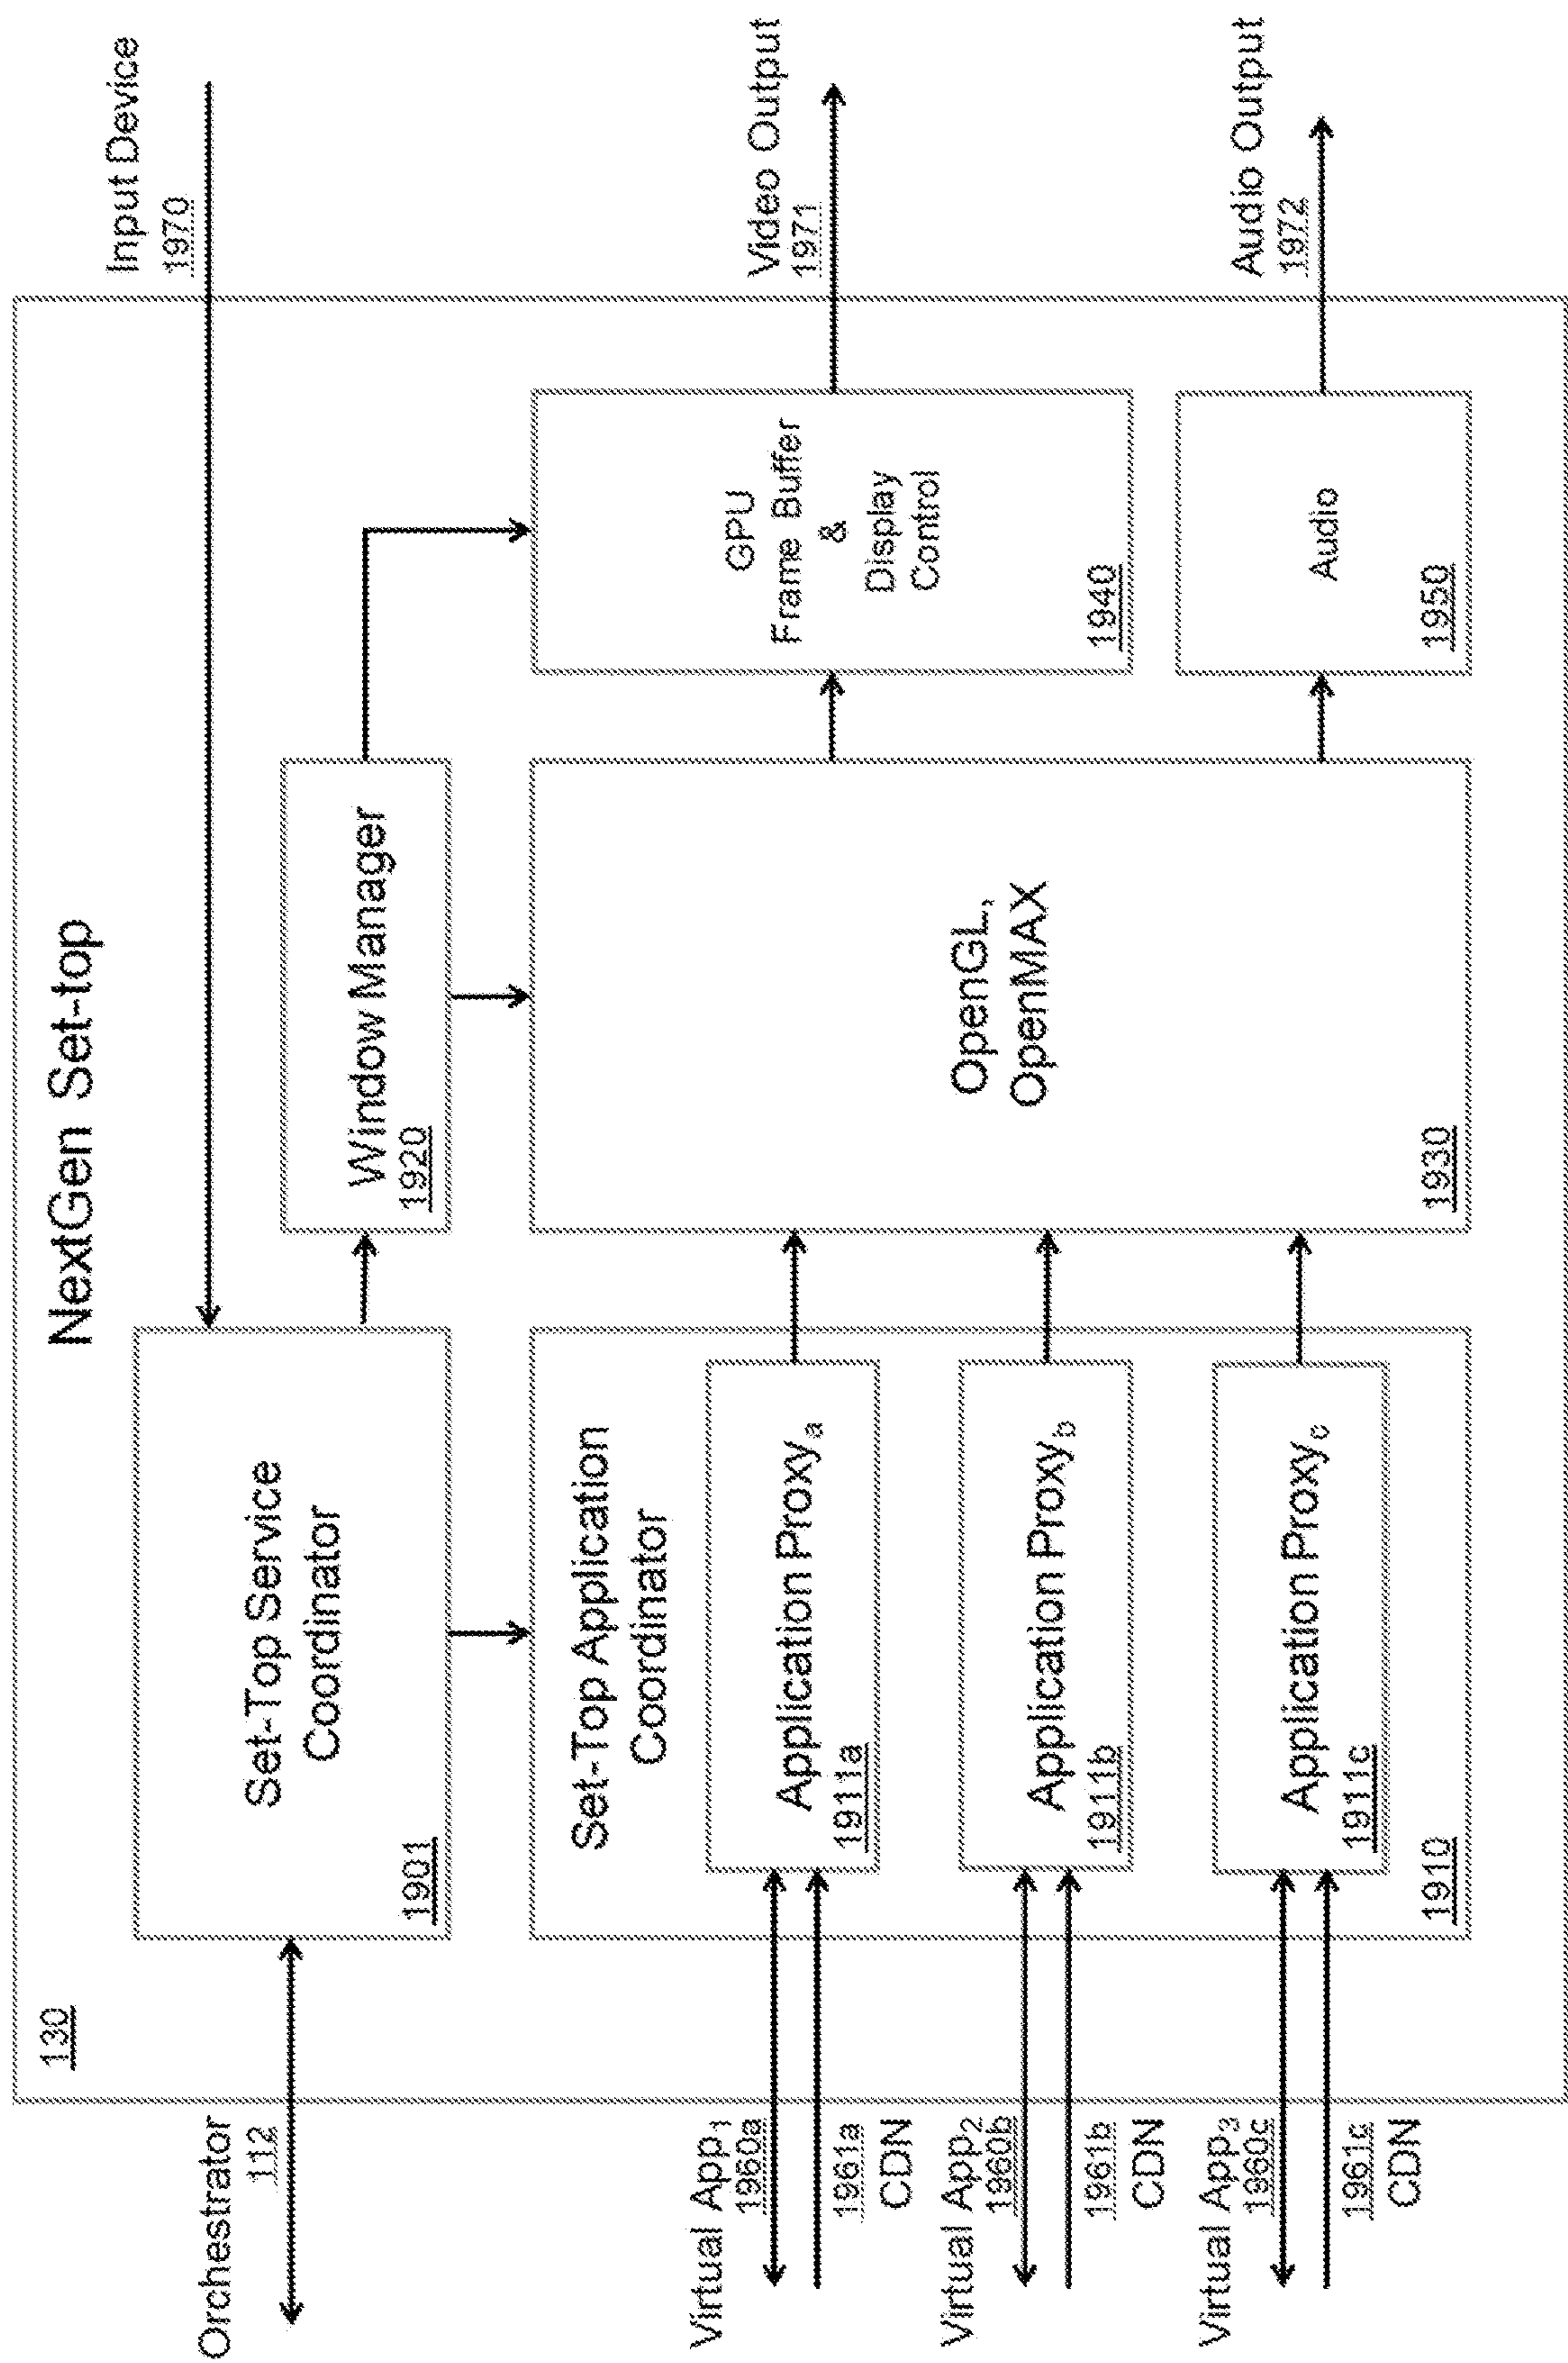 NextGen Set-top
130
Input Device
1970
Orchestrator
112
Set-Top Service
Coordinator
1901
Window Manager
1920
Set-Top Application
Coordinator
1910
Virtual App1
1960a
1961a
CDN
Application Proxya
1911a
Virtual App2
1960b
1961b
CDN
Application Proxyb
1911b
Virtual App3
1960c
1961c
CDN
Application Proxyc
1911c
OpenGL,
OpenMAX
1930
GPU
Frame Buffer
&
Display
Control
1940
Video Output
1971
Audio
1950
Audio Output
1972